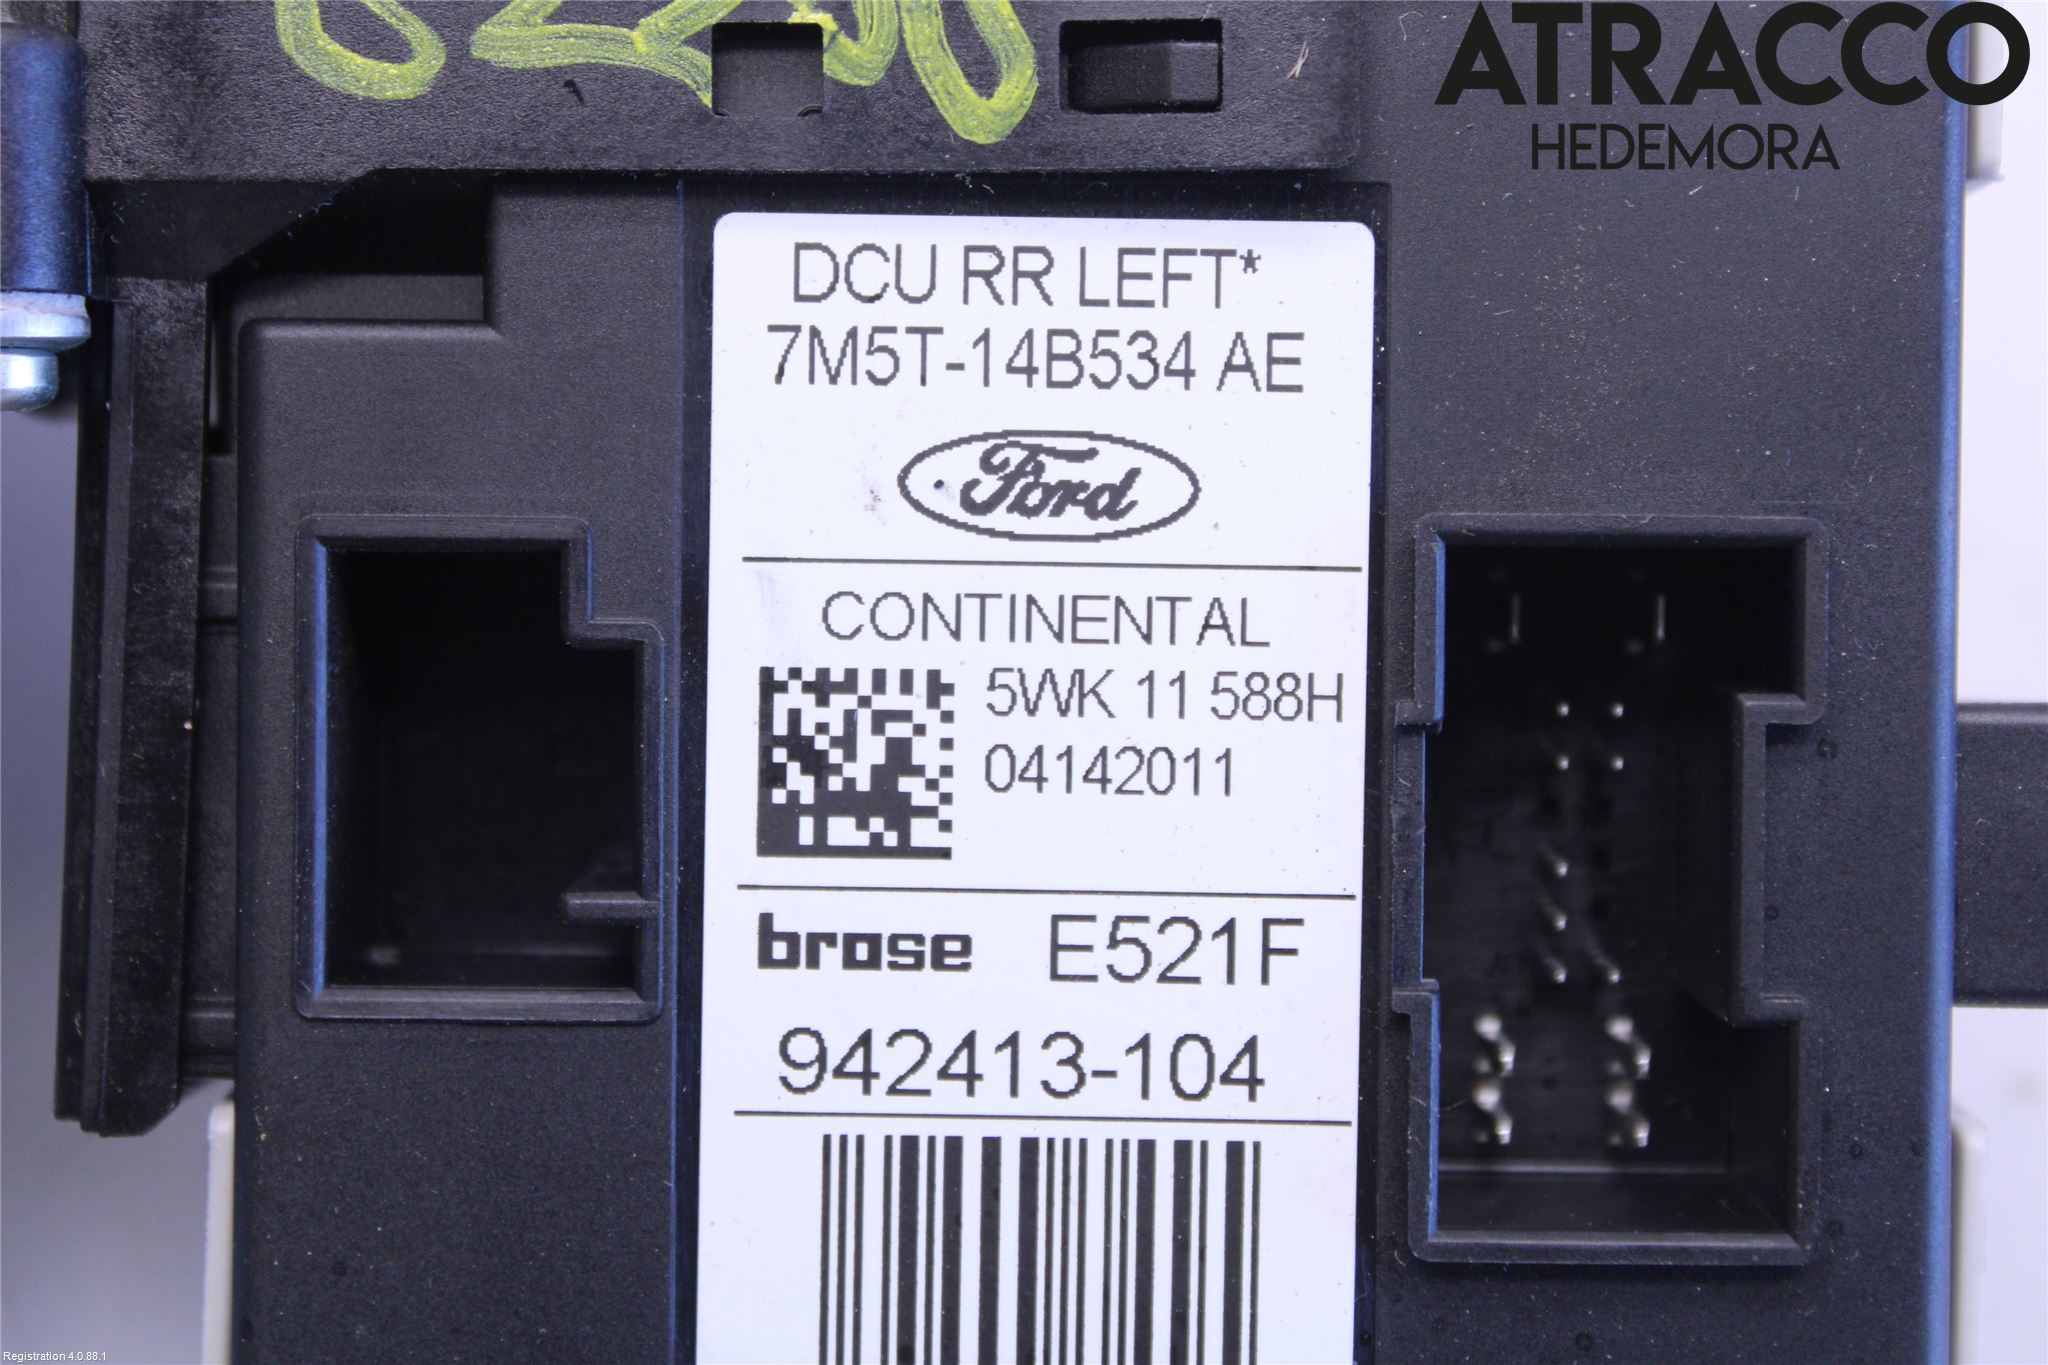 ATRACCO
HEDEMORA
DCU RR LEFT*
7M5T-14B534 AE
Ford
CONTINENTAL
5WK 11 588H
04142011
brose E521F
942413-104
Registration 4.0.88.1